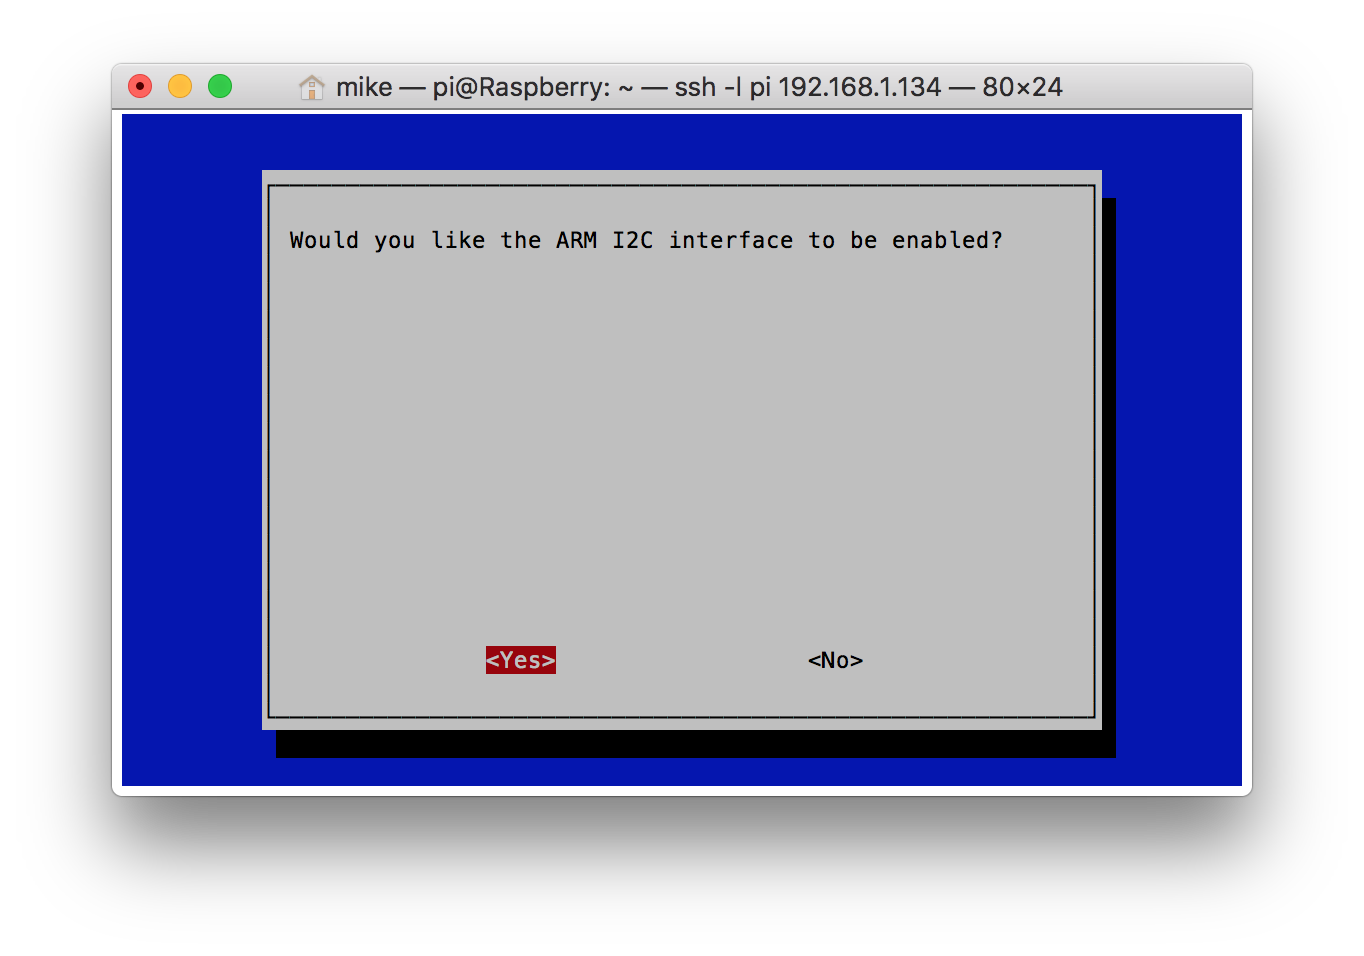 mike — pi@Raspberry: ~ — ssh -l pi 192.168.1.134 — 80×24
Would you like the ARM I2C interface to be enabled?
<Yes> <No>